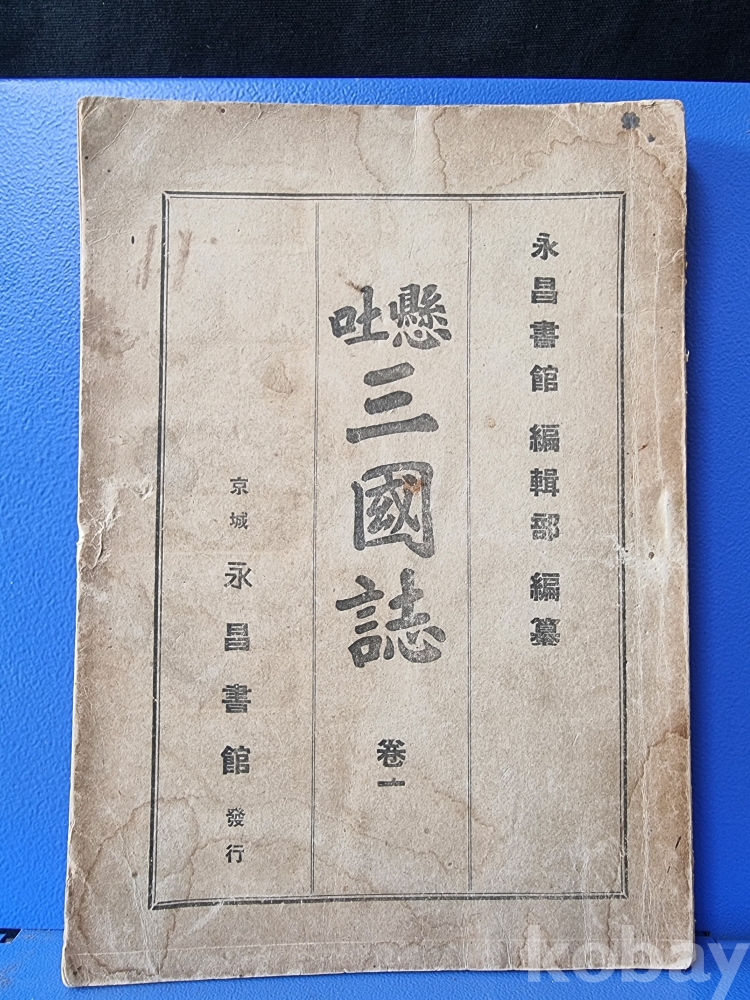 永昌書館 編輯部 編纂
懸吐
三國誌
卷一
京城 永昌書館 發行
kobay